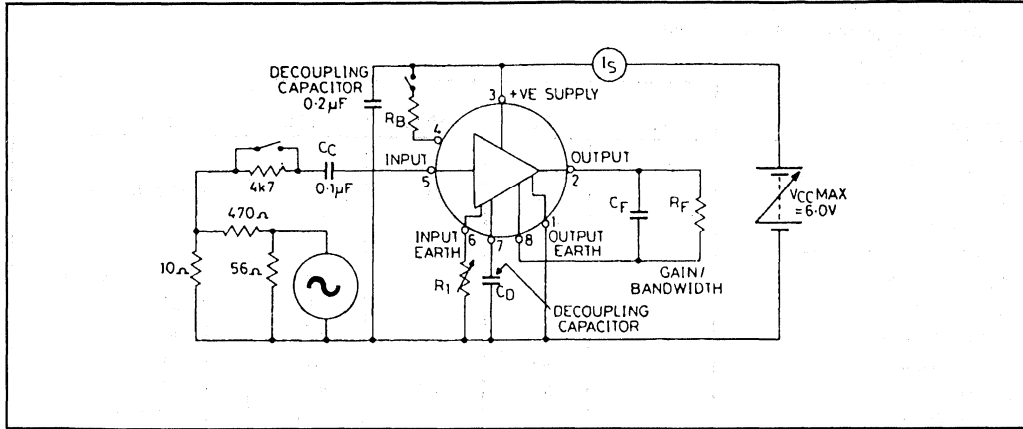 DECOUPLING
CAPACITOR
0·2µF
IS
3
+VE SUPPLY
RB
4
CC
INPUT
OUTPUT
4k7
0·1µF
5
2
VCC MAX
=6.0V
470Ω
CF
RF
6
7
8
1
INPUT
EARTH
OUTPUT
EARTH
10Ω
56Ω
R1
CD
GAIN/
BANDWIDTH
DECOUPLING
CAPACITOR